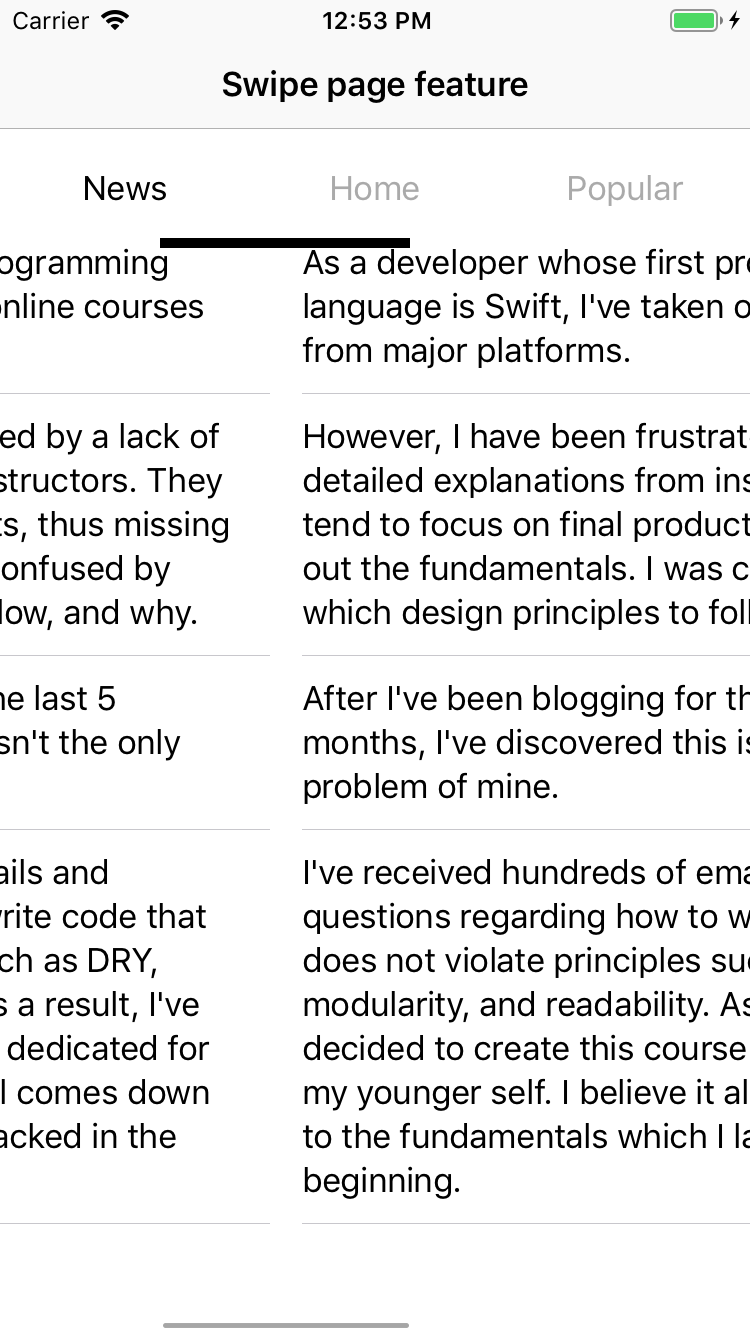 Carrier
12:53 PM
Swipe page feature
News
Home
Popular
ogramming
nline courses
ed by a lack of
structors. They
ts, thus missing
onfused by
low, and why.
ne last 5
sn't the only
ails and
write code that
ch as DRY,
s a result, I've
dedicated for
l comes down
acked in the
As a developer whose first pro
language is Swift, I've taken o
from major platforms.
However, I have been frustrat
detailed explanations from ins
tend to focus on final product
out the fundamentals. I was c
which design principles to foll
After I've been blogging for th
months, I've discovered this is
problem of mine.
I've received hundreds of ema
questions regarding how to w
does not violate principles suc
modularity, and readability. As
decided to create this course
my younger self. I believe it al
to the fundamentals which I la
beginning.